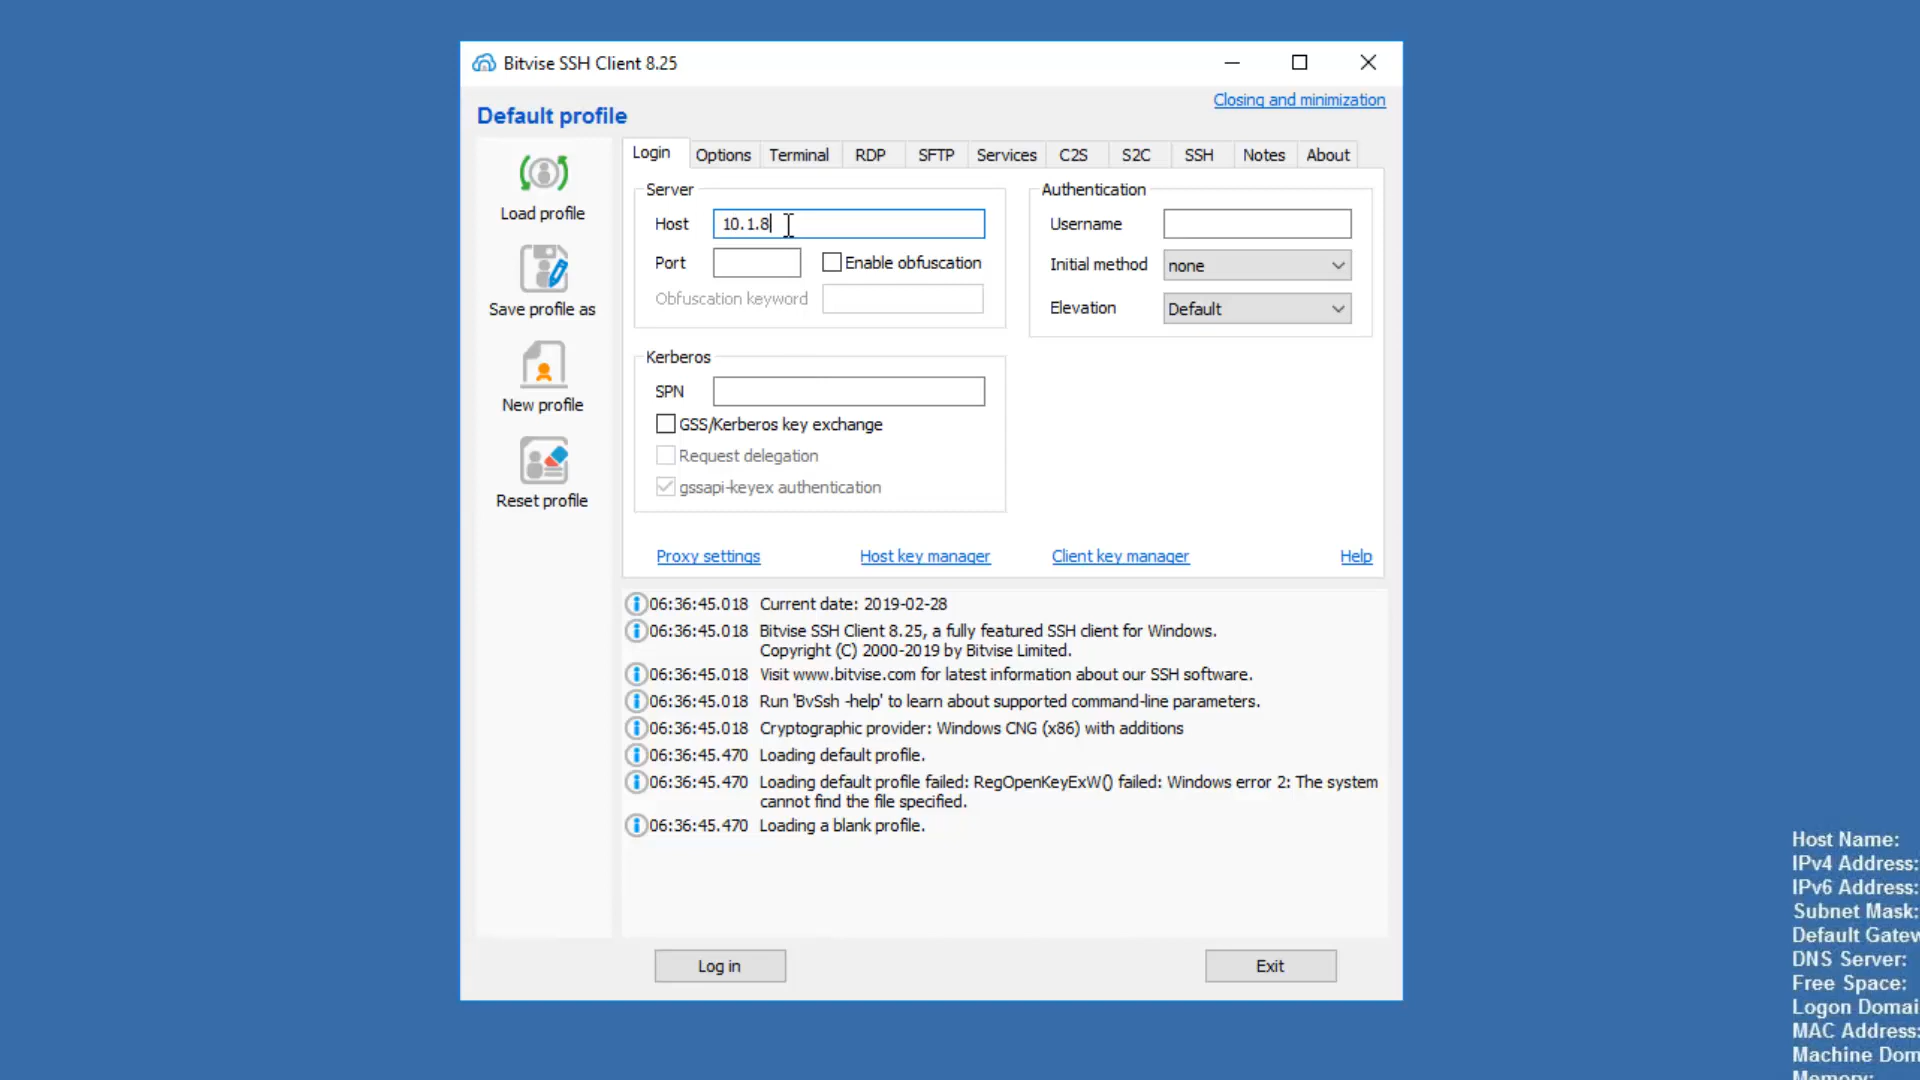 Bitvise SSH Client 8.25
Closing and minimization
Default profile
Load profile
Save profile as
New profile
Reset profile
Login Options Terminal RDP SFTP Services C2S S2C SSH Notes About
Server
Host 10.1.8
Port Enable obfuscation
Obfuscation keyword
Authentication
Username
Initial method none
Elevation Default
Kerberos
SPN
GSS/Kerberos key exchange
Request delegation
gssapi-keyex authentication
Proxy settings Host key manager Client key manager Help
06:36:45.018 Current date: 2019-02-28
06:36:45.018 Bitvise SSH Client 8.25, a fully featured SSH client for Windows.
Copyright (C) 2000-2019 by Bitvise Limited.
06:36:45.018 Visit www.bitvise.com for latest information about our SSH software.
06:36:45.018 Run 'BvSsh -help' to learn about supported command-line parameters.
06:36:45.018 Cryptographic provider: Windows CNG (x86) with additions
06:36:45.470 Loading default profile.
06:36:45.470 Loading default profile failed: RegOpenKeyExW() failed: Windows error 2: The system
cannot find the file specified.
06:36:45.470 Loading a blank profile.
Log in Exit
Host Name:
IPv4 Address:
IPv6 Address:
Subnet Mask:
Default Gatew
DNS Server:
Free Space:
Logon Domai
MAC Address:
Machine Dom